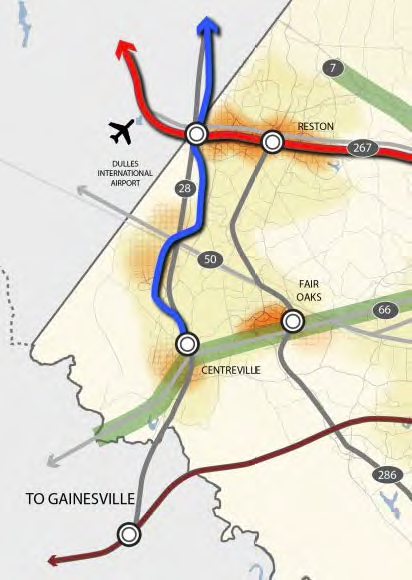 7
RESTON
267
DULLES
INTERNATIONAL
AIRPORT
28
50
FAIR
OAKS
66
CENTREVILLE
286
TO GAINESVILLE